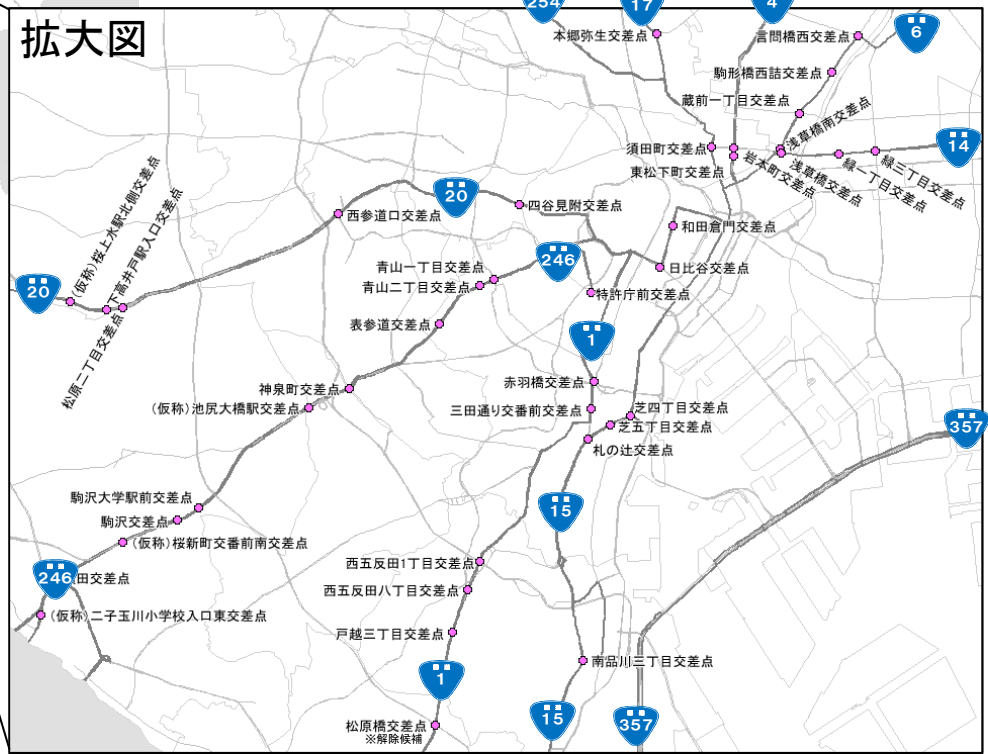 拡大図
254
17
4
6
本郷弥生交差点
言問橋西交差点
駒形橋西詰交差点
蔵前一丁目交差点
浅草橋南交差点
須田町交差点
14
東松下町交差点
岩本町交差点
浅草橋交差点
緑一丁目交差点
緑三丁目交差点
20
四谷見附交差点
西参道口交差点
和田倉門交差点
(仮称)桜上水駅北側交差点
下高井戸駅入口交差点
松原二丁目交差点
20
246
青山一丁目交差点
青山二丁目交差点
日比谷交差点
特許庁前交差点
表参道交差点
1
神泉町交差点
赤羽橋交差点
(仮称)池尻大橋駅交差点
三田通り交番前交差点
芝四丁目交差点
芝五丁目交差点
札の辻交差点
357
駒沢大学駅前交差点
駒沢交差点
15
(仮称)桜新町交番前南交差点
西五反田1丁目交差点
246
田交差点
西五反田八丁目交差点
(仮称)二子玉川小学校入口東交差点
戸越三丁目交差点
南品川三丁目交差点
1
15
357
松原橋交差点
※解除候補